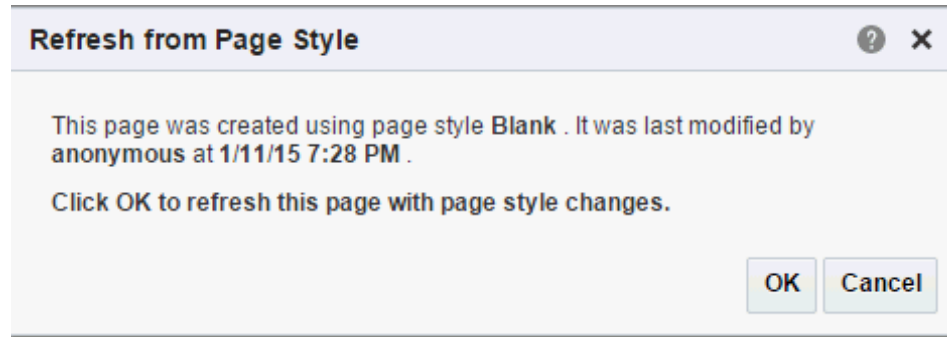 Refresh from Page Style
This page was created using page style Blank . It was last modified by
anonymous at 1/11/15 7:28 PM .
Click OK to refresh this page with page style changes.
OK Cancel